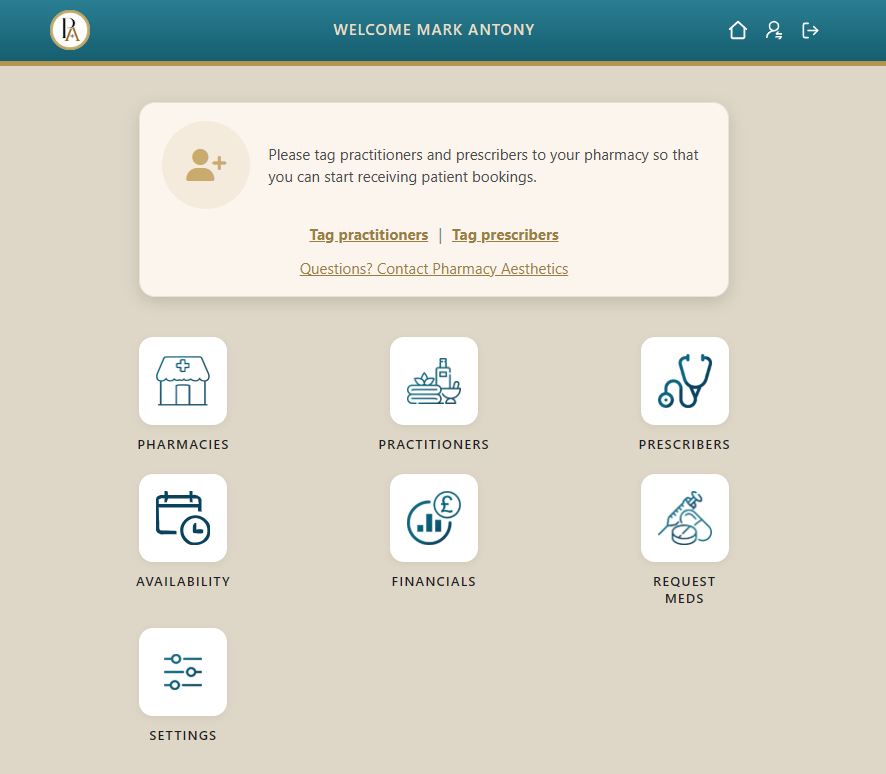 PA
WELCOME MARK ANTONY
Please tag practitioners and prescribers to your pharmacy so that
you can start receiving patient bookings.
Tag practitioners | Tag prescribers
Questions? Contact Pharmacy Aesthetics
PHARMACIES
PRACTITIONERS
PRESCRIBERS
AVAILABILITY
£
FINANCIALS
REQUEST
MEDS
SETTINGS